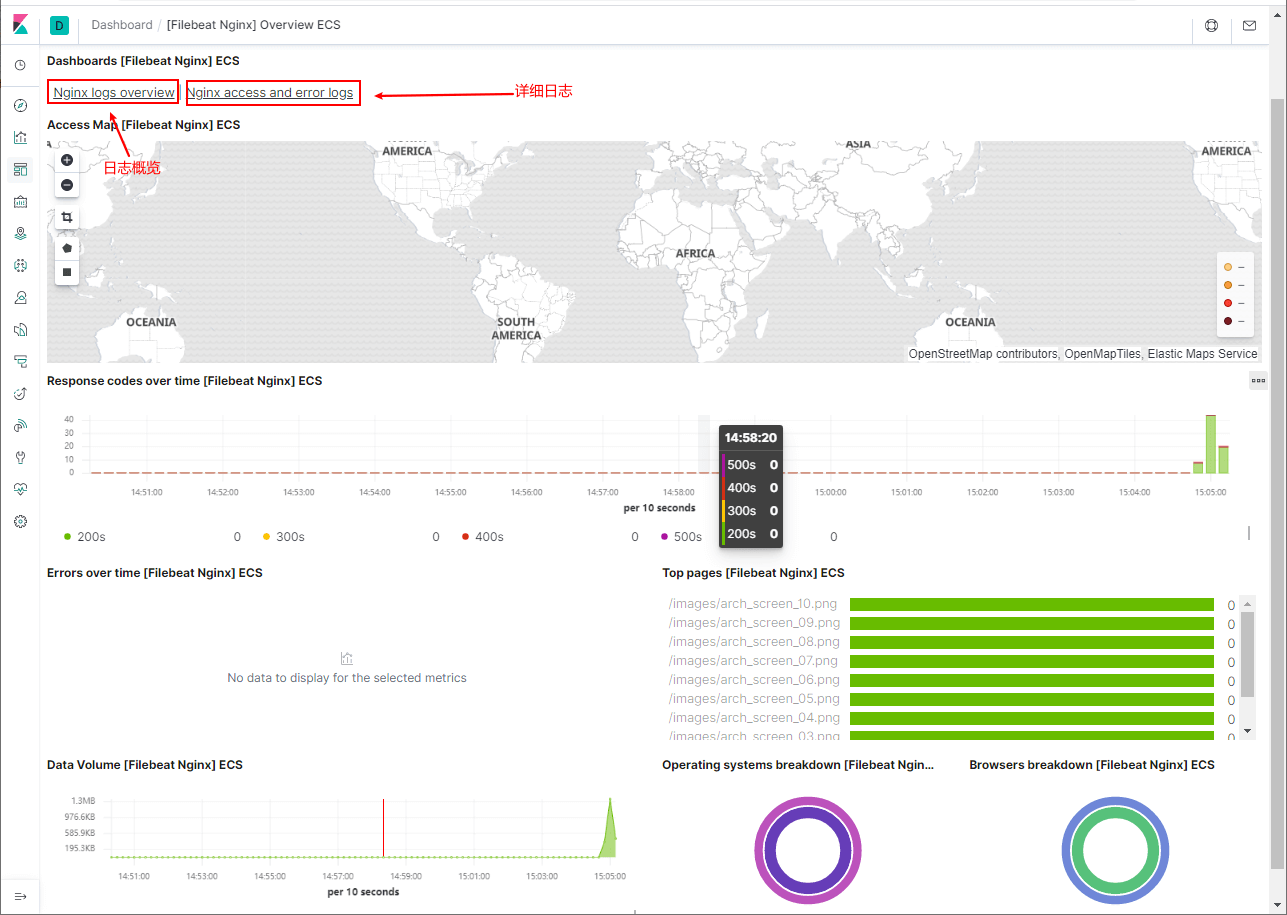 D Dashboard / [Filebeat Nginx] Overview ECS
Dashboards [Filebeat Nginx] ECS
Nginx logs overview | Nginx access and error logs
详细日志
Access Map [Filebeat Nginx] ECS
日志概览
AMERICA
ASIA
AMERICA
AFRICA
OCEANIA
SOUTH
AMERICA
OCEANIA
OpenStreetMap contributors, OpenMapTiles, Elastic Maps Service
Response codes over time [Filebeat Nginx] ECS
40
30
20
10
0
14:51:00 14:52:00 14:53:00 14:54:00 14:55:00 14:56:00 14:57:00 14:58:00 15:00:00 15:01:00 15:02:00 15:03:00 15:04:00 15:05:00
per 10 seconds
14:58:20
500s 0
400s 0
300s 0
200s 0
200s 0 300s 0 400s 0 500s 0
Errors over time [Filebeat Nginx] ECS
No data to display for the selected metrics
Top pages [Filebeat Nginx] ECS
/images/arch_screen_10.png 0
/images/arch_screen_09.png 0
/images/arch_screen_08.png 0
/images/arch_screen_07.png 0
/images/arch_screen_06.png 0
/images/arch_screen_05.png 0
/images/arch_screen_04.png 0
/images/arch_screen_03.png 0
Data Volume [Filebeat Nginx] ECS
1.3MB
976.6KB
585.9KB
195.3KB
14:51:00 14:53:00 14:55:00 14:57:00 14:59:00 15:01:00 15:03:00 15:05:00
per 10 seconds
Operating systems breakdown [Filebeat Ngin...
Browsers breakdown [Filebeat Nginx] ECS